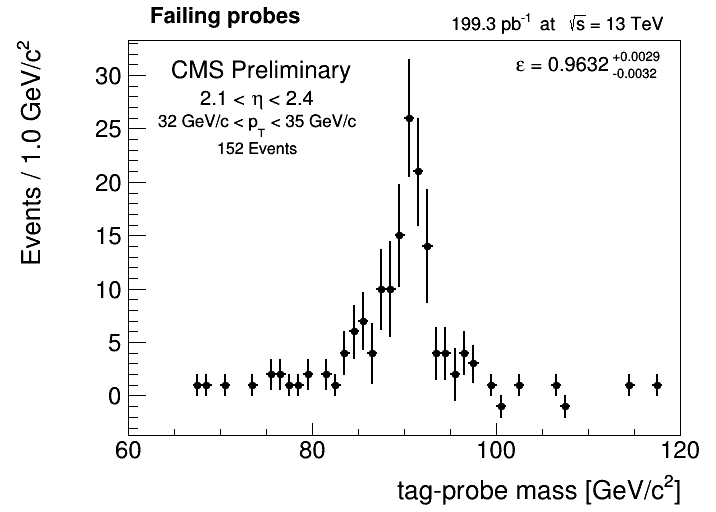 Failing probes
199.3 pb⁻¹ at √s = 13 TeV
CMS Preliminary
ε = 0.9632 +0.0029 -0.0032
2.1 < η < 2.4
32 GeV/c < p_T < 35 GeV/c
152 Events
Events / 1.0 GeV/c²
30
25
20
15
10
5
0
60 80 100 120
tag-probe mass [GeV/c²]